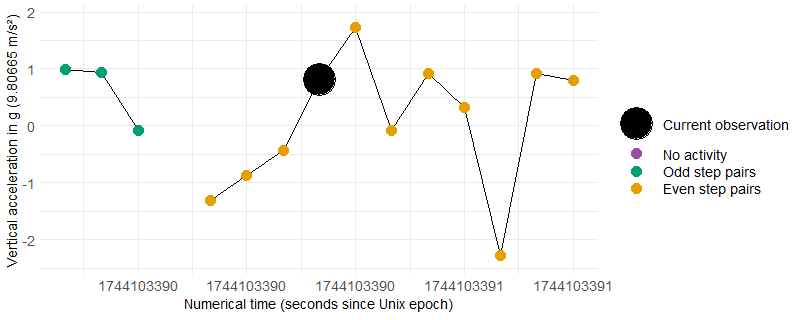 Vertical acceleration in g (9.80665 m/s²)
2
1
0
-1
-2
1744103390
1744103390
1744103390
1744103391
1744103391
Numerical time (seconds since Unix epoch)
Current observation
No activity
Odd step pairs
Even step pairs